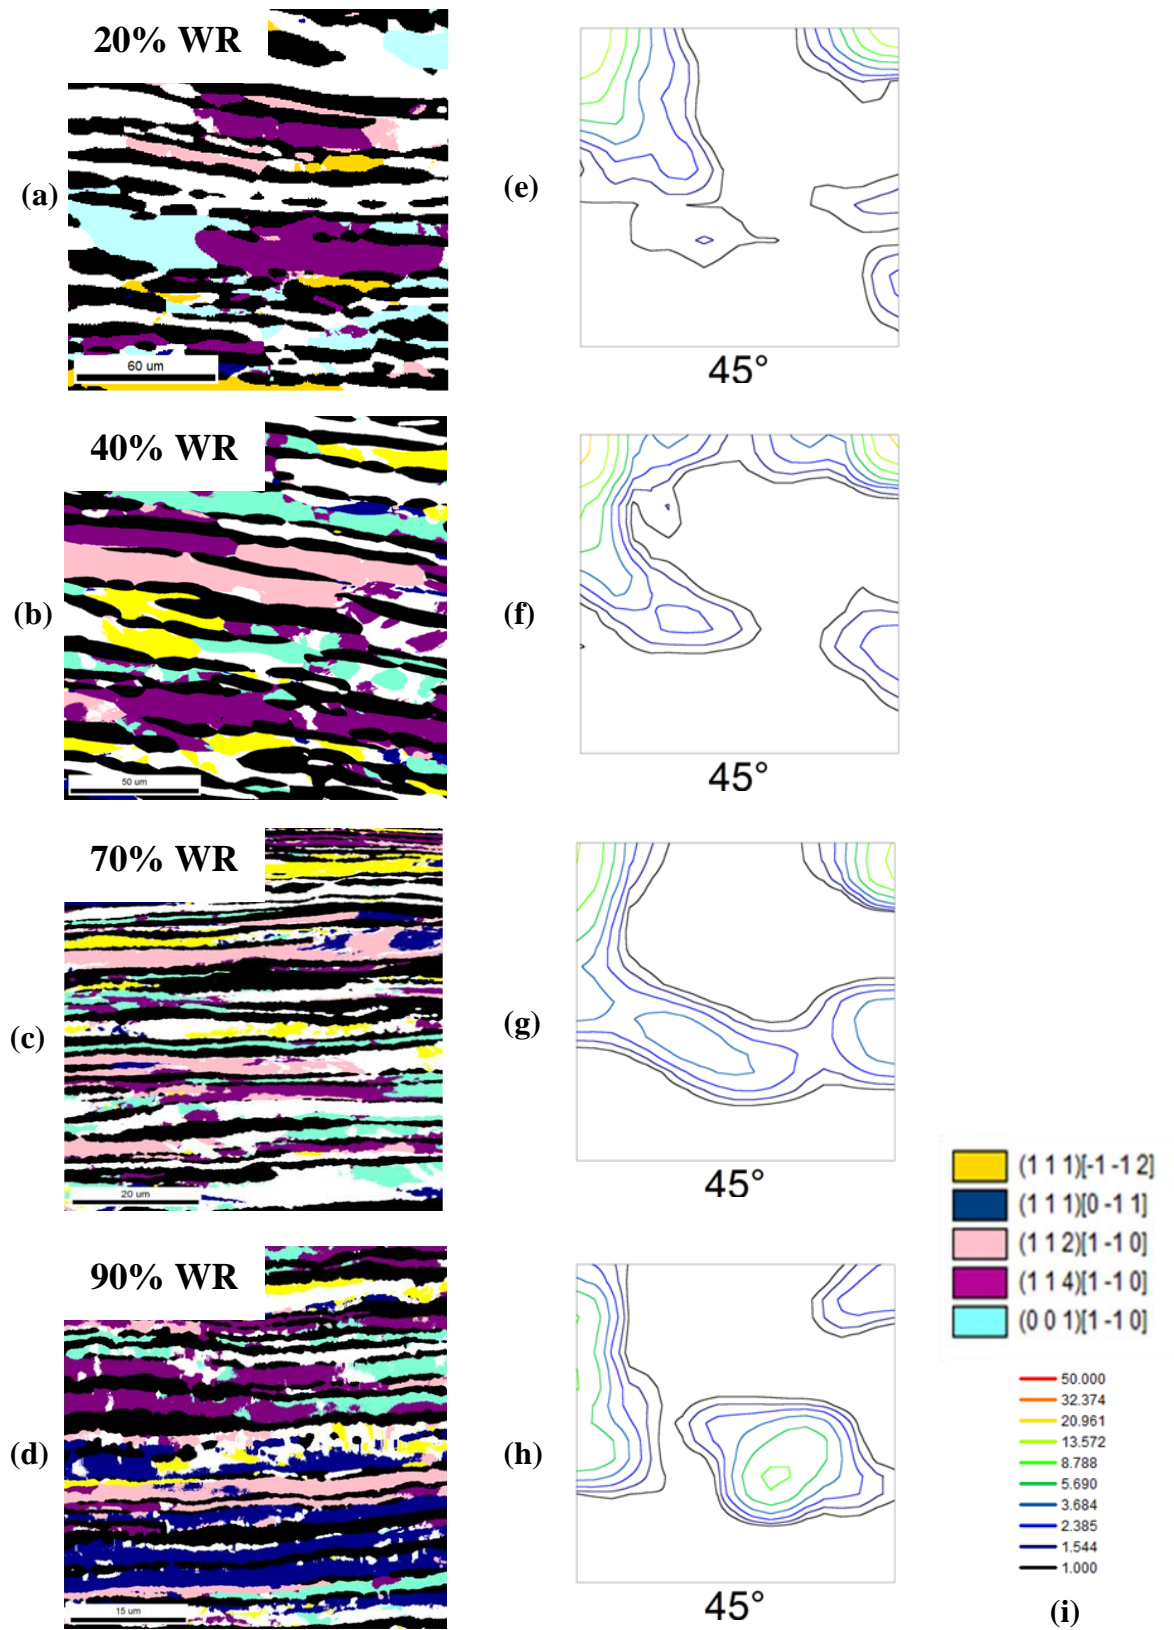 20% WR
(a)
60 um
(e)
45°
40% WR
(b)
50 um
(f)
45°
70% WR
(c)
20 um
(g)
45°
90% WR
(d)
15 um
(h)
45°
(1 1 1)[-1 -1 2]
(1 1 1)[0 -1 1]
(1 1 2)[1 -1 0]
(1 1 4)[1 -1 0]
(0 0 1)[1 -1 0]
50.000
32.374
20.961
13.572
8.788
5.690
3.684
2.385
1.544
1.000
(i)